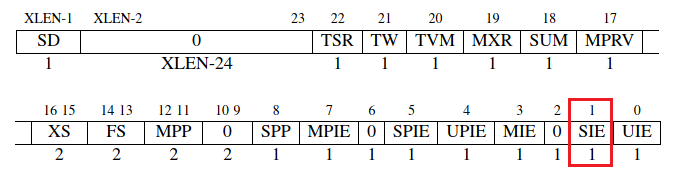 XLEN-1 XLEN-2 23 22 21 20 19 18 17
SD 0 TSR TW TVM MXR SUM MPRV
1 XLEN-24 1 1 1 1 1 1
16 15 14 13 12 11 10 9 8 7 6 5 4 3 2 1 0
XS FS MPP 0 SPP MPIE 0 SPIE UPIE MIE 0 SIE UIE
2 2 2 2 1 1 1 1 1 1 1 1 1